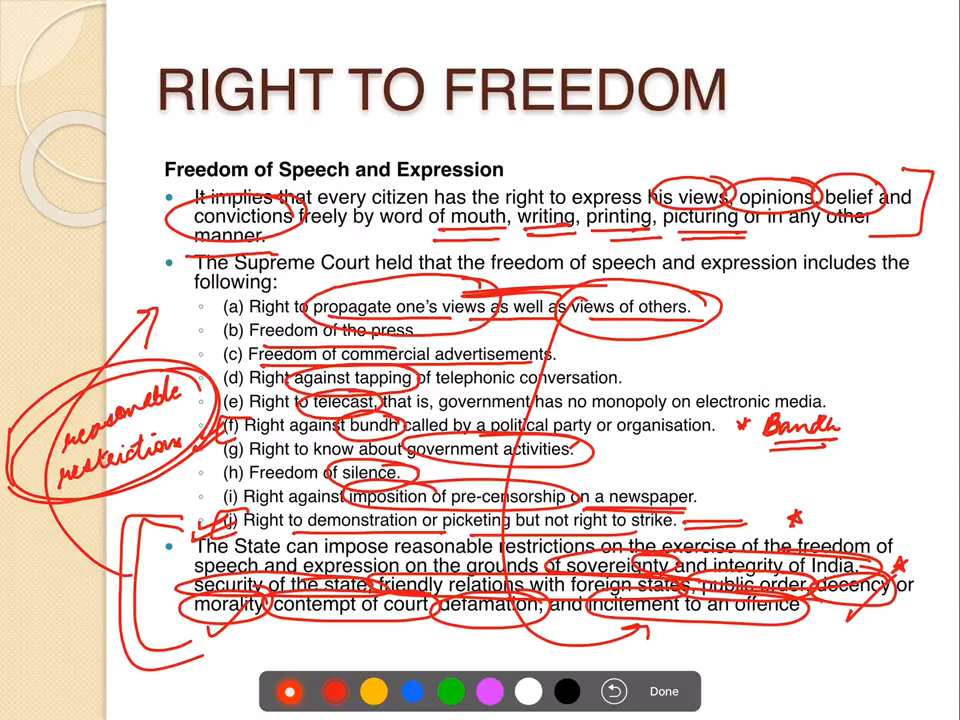 RIGHT TO FREEDOM
Freedom of Speech and Expression
It implies that every citizen has the right to express his views, opinions, belief and
convictions freely by word of mouth, writing, printing, picturing or in any other
manner.
The Supreme Court held that the freedom of speech and expression includes the
following:
(a) Right to propagate one's views as well as views of others.
(b) Freedom of the press.
(c) Freedom of commercial advertisements.
(d) Right against tapping of telephonic conversation.
(e) Right to telecast, that is, government has no monopoly on electronic media.
(f) Right against bundh called by a political party or organisation.
* Bandh
(g) Right to know about government activities.
(h) Freedom of silence.
(i) Right against imposition of pre-censorship on a newspaper.
(j) Right to demonstration or picketing but not right to strike.
reasonable
restrictions
The State can impose reasonable restrictions on the exercise of the freedom of
speech and expression on the grounds of sovereignty and integrity of India,
security of the state, friendly relations with foreign states, public order, decency or
morality, contempt of court, defamation, and incitement to an offence
Done